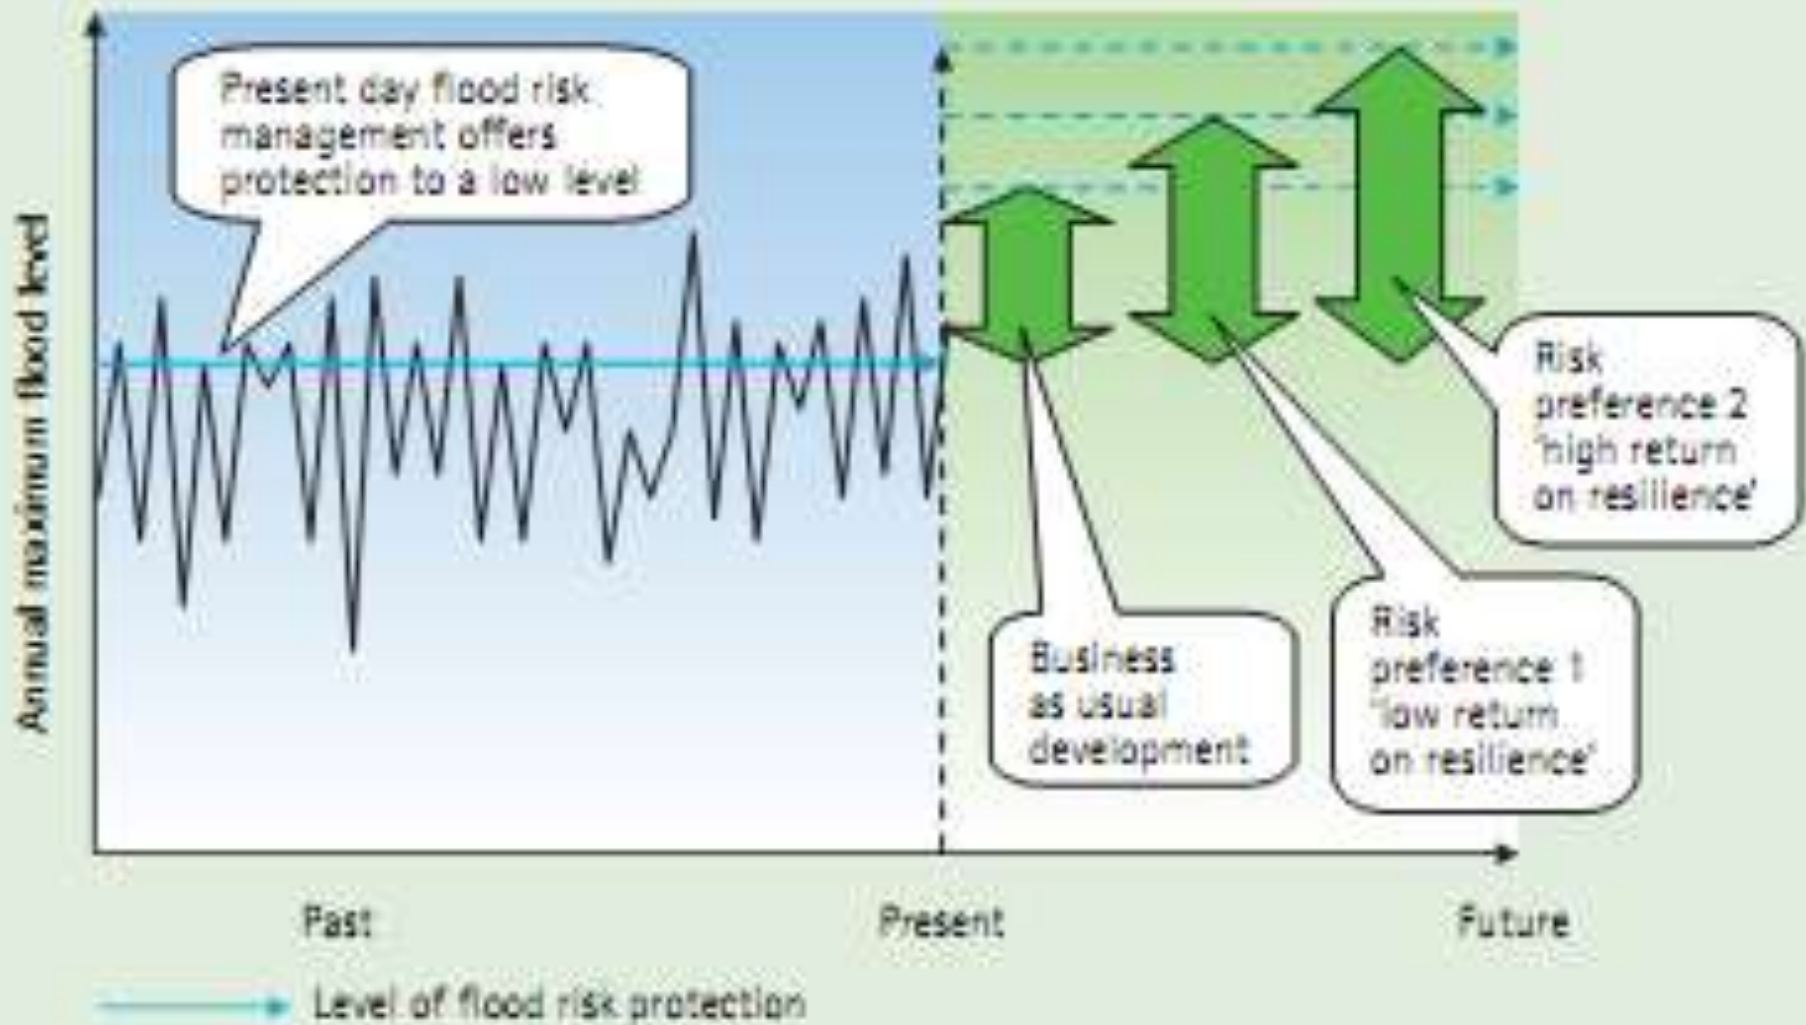 Present day flood risk
management offers
protection to a low level
Annual maximum flood level
Risk
preference 2
'high return
on resilience'
Risk
preference 1
'low return
on resilience'
Business
as usual
development
Past
Present
Future
Level of flood risk protection